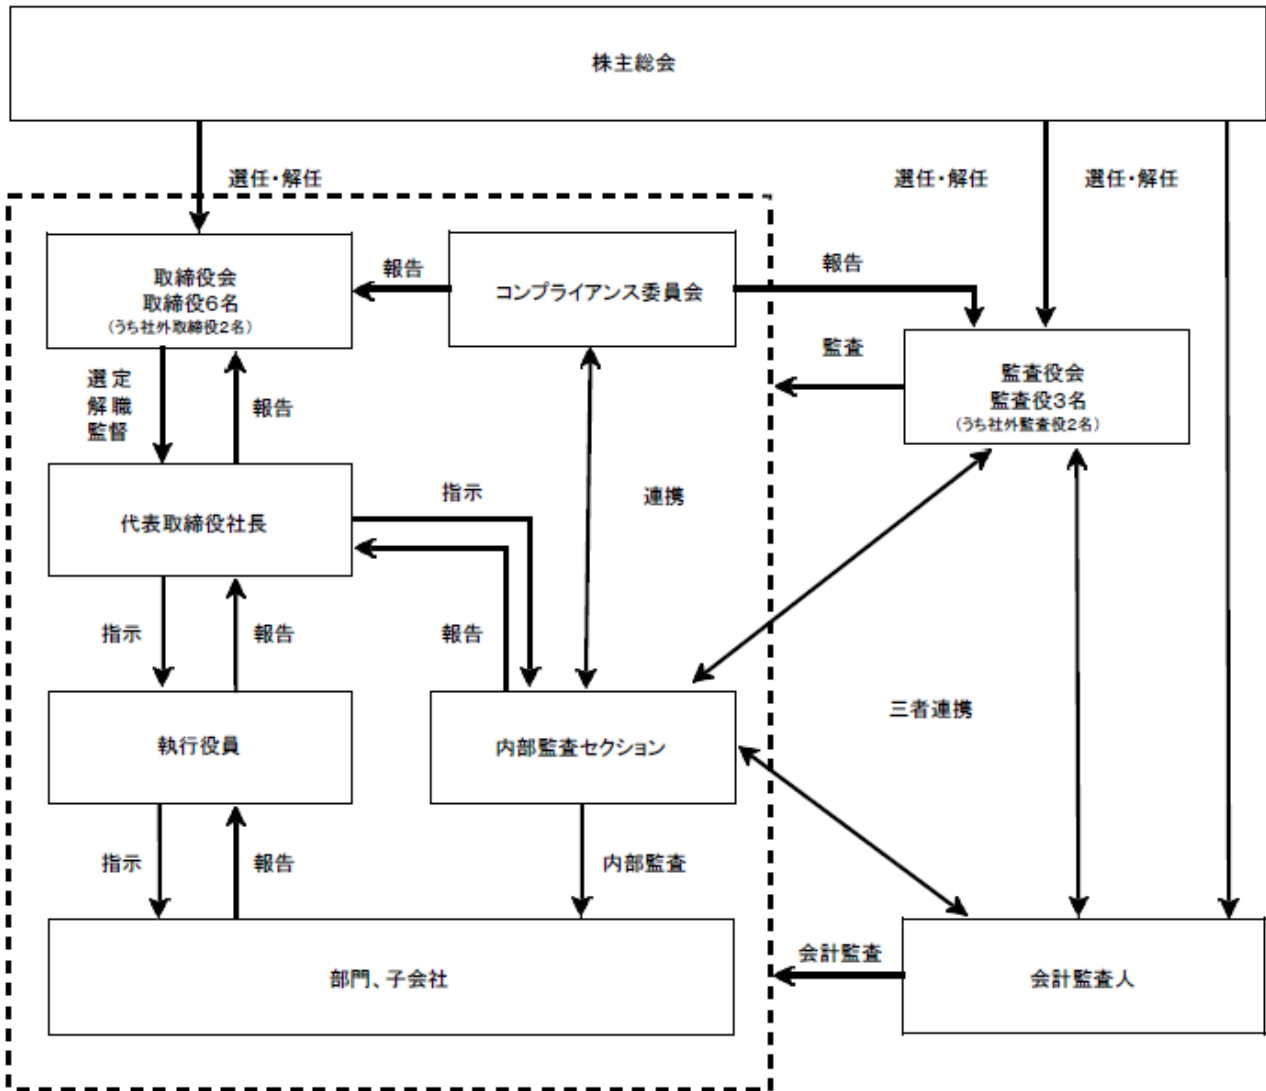 株主総会
選任・解任
選任・解任
選任・解任
取締役会
取締役6名
(うち社外取締役2名)
報告
コンプライアンス委員会
報告
監査
監査役会
監査役3名
(うち社外監査役2名)
選定
解職
監督
報告
代表取締役社長
指示
連携
報告
指示
報告
三者連携
執行役員
内部監査セクション
指示
報告
内部監査
部門、子会社
会計監査
会計監査人